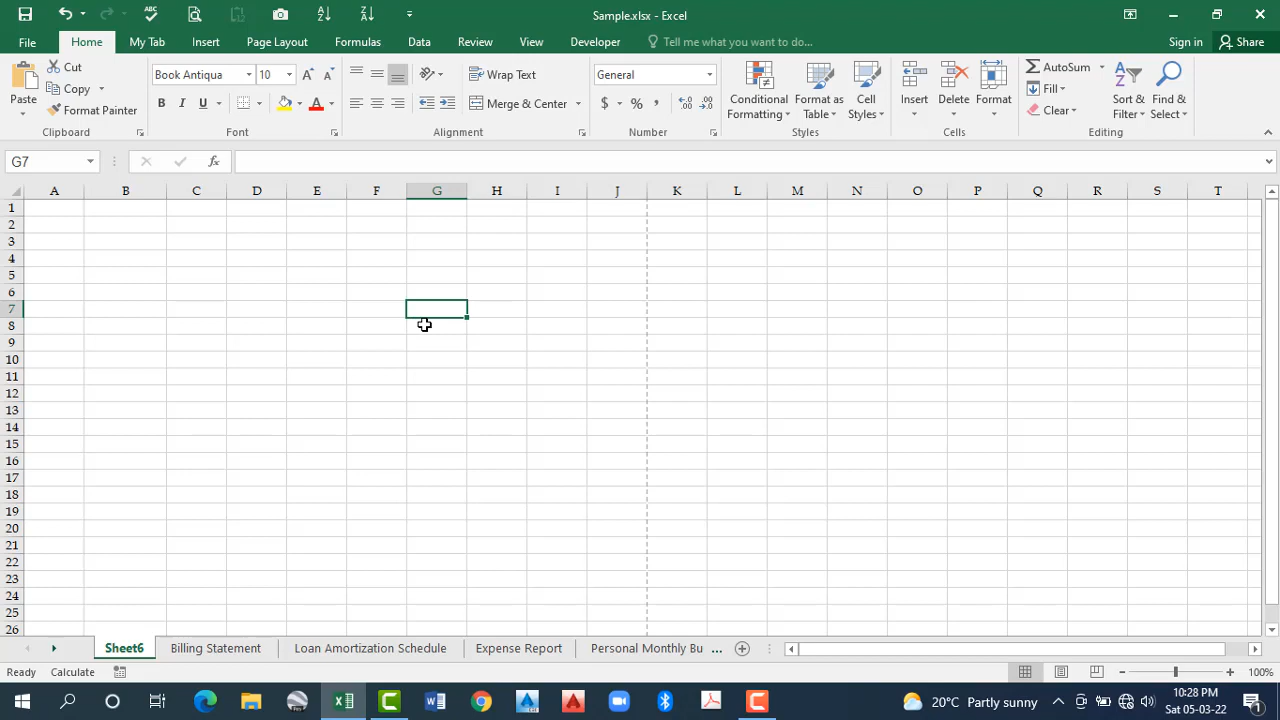 Sample.xlsx - Excel
File Home My Tab Insert Page Layout Formulas Data Review View Developer Tell me what you want to do... Sign in Share
Paste
Cut
Copy
Format Painter
Clipboard
Book Antiqua 10 A A
B I U A
Font
Wrap Text
Merge & Center
Alignment
General
$ % ,
Number
Conditional Formatting
Format as Table
Cell Styles
Styles
Insert
Delete
Format
Cells
AutoSum
Fill
Clear
Sort & Filter
Find & Select
Editing
G7 fx
A B C D E F G H I J K L M N O P Q R S T
1
2
3
4
5
6
7
8
9
10
11
12
13
14
15
16
17
18
19
20
21
22
23
24
25
26
Sheet6 Billing Statement Loan Amortization Schedule Expense Report Personal Monthly Bu ...
Ready Calculate 100%
20°C Partly sunny 10:28 PM
Sat 05-03-22